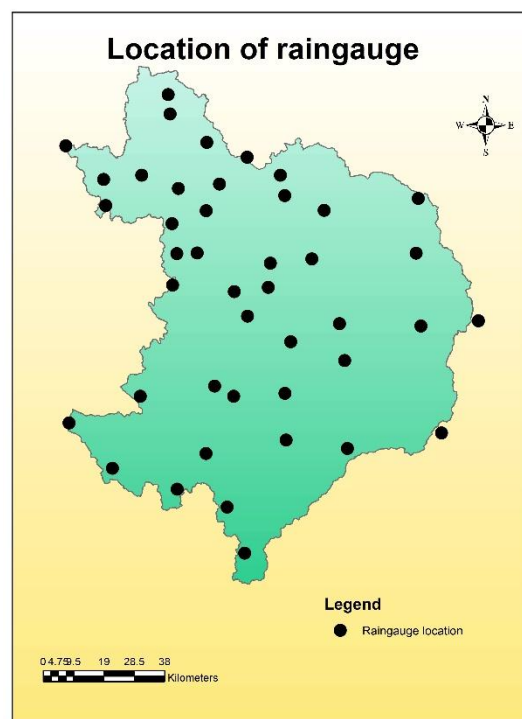 Location of raingauge
N
W E
S
Legend
Raingauge location
0 4.75 9.5 19 28.5 38
Kilometers